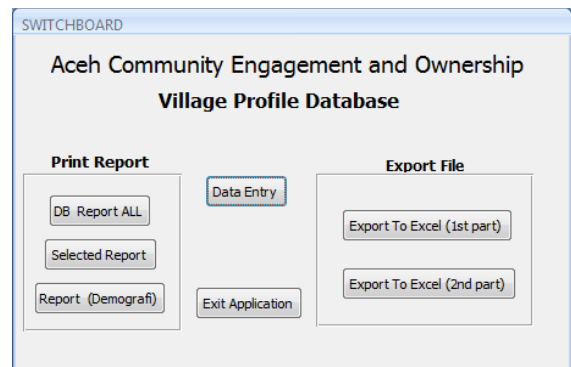 SWITCHBOARD
Aceh Community Engagement and Ownership
Village Profile Database
Print Report
DB Report ALL
Selected Report
Report (Demografi)
Data Entry
Exit Application
Export File
Export To Excel (1st part)
Export To Excel (2nd part)